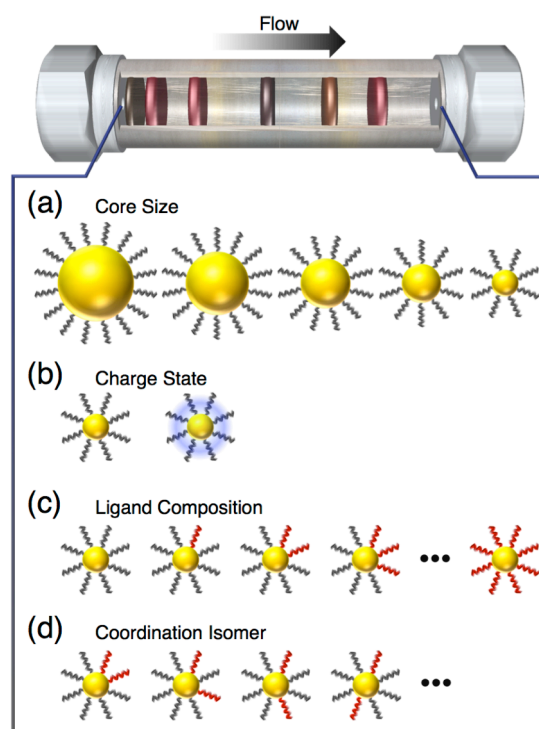 Flow
(a) Core Size
(b) Charge State
(c) Ligand Composition
(d) Coordination Isomer